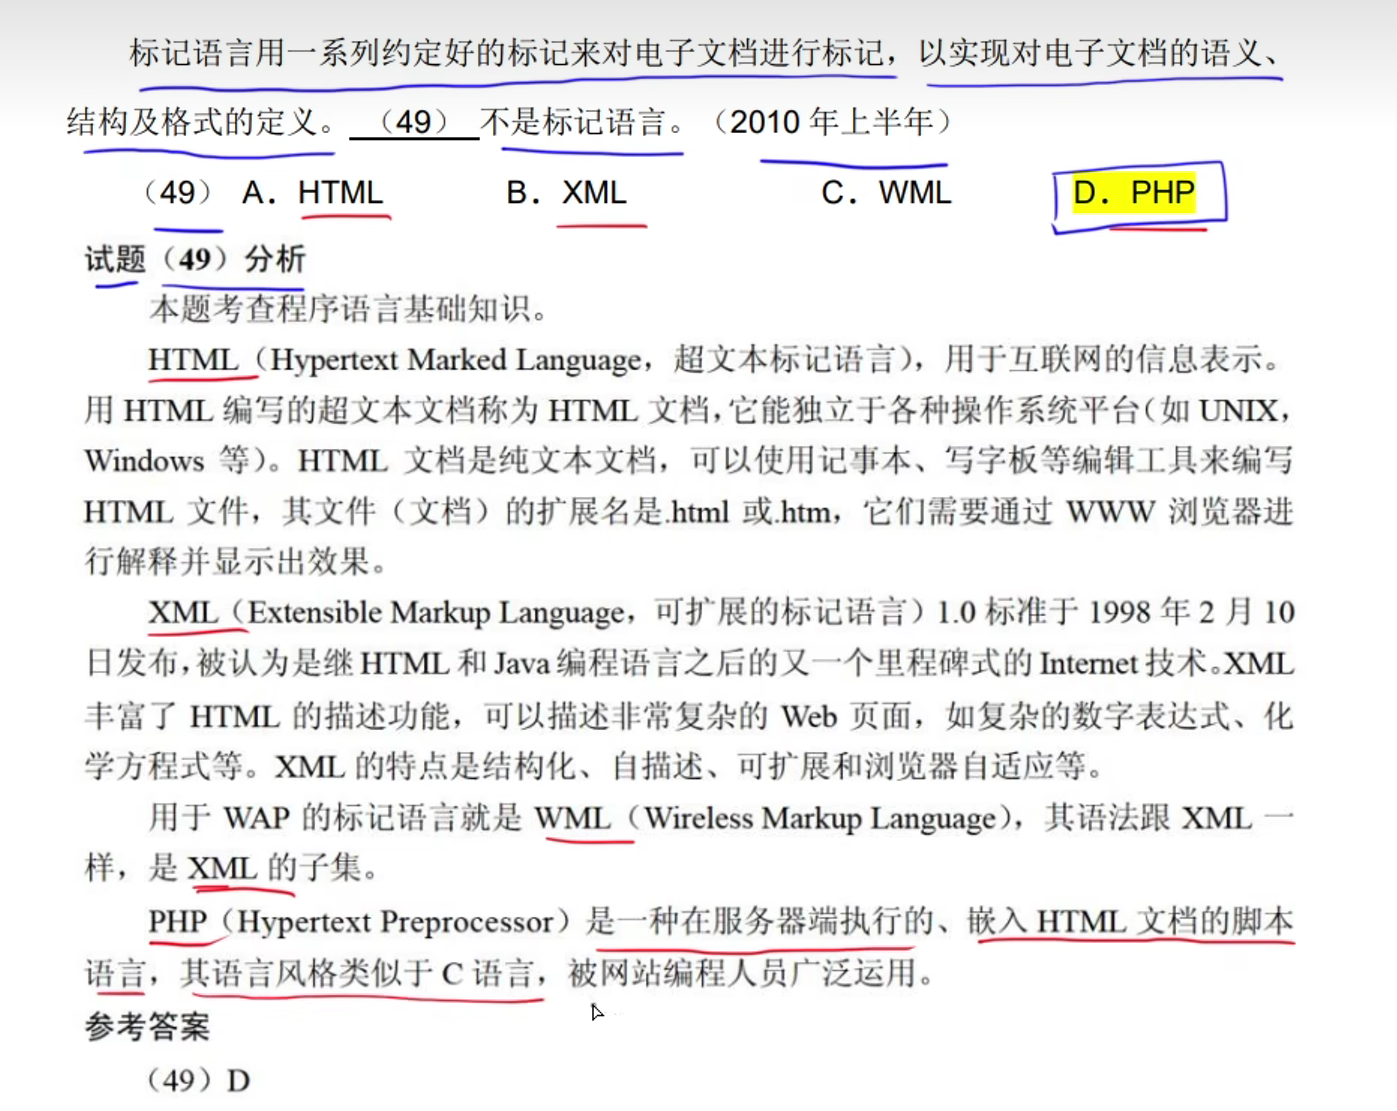 标记语言用一系列约定好的标记来对电子文档进行标记，以实现对电子文档的语义、
结构及格式的定义。 （49） 不是标记语言。（2010 年上半年）
（49） A．HTML B．XML C．WML D．PHP
试题（49）分析
本题考查程序语言基础知识。
HTML（Hypertext Marked Language，超文本标记语言），用于互联网的信息表示。
用 HTML 编写的超文本文档称为 HTML 文档，它能独立于各种操作系统平台（如 UNIX，
Windows 等）。HTML 文档是纯文本文档，可以使用记事本、写字板等编辑工具来编写
HTML 文件，其文件（文档）的扩展名是.html 或.htm，它们需要通过 WWW 浏览器进
行解释并显示出效果。
XML（Extensible Markup Language，可扩展的标记语言）1.0 标准于 1998 年 2 月 10
日发布，被认为是继 HTML 和 Java 编程语言之后的又一个里程碑式的 Internet 技术。XML
丰富了 HTML 的描述功能，可以描述非常复杂的 Web 页面，如复杂的数字表达式、化
学方程式等。XML 的特点是结构化、自描述、可扩展和浏览器自适应等。
用于 WAP 的标记语言就是 WML（Wireless Markup Language），其语法跟 XML 一
样，是 XML 的子集。
PHP（Hypertext Preprocessor）是一种在服务器端执行的、嵌入 HTML 文档的脚本
语言，其语言风格类似于 C 语言，被网站编程人员广泛运用。
参考答案
（49）D